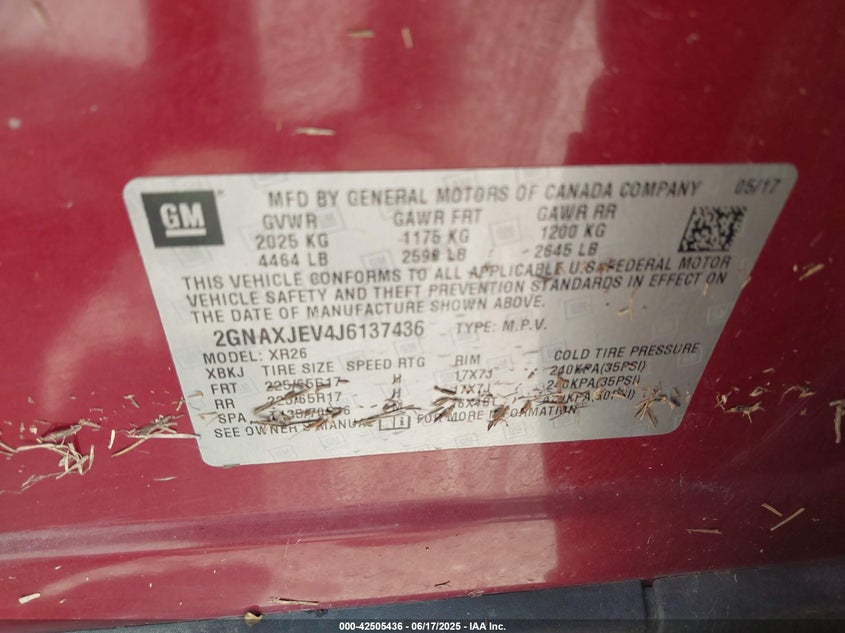 GM
MFD BY GENERAL MOTORS OF CANADA COMPANY 05/17
GVWR GAWR FRT GAWR RR
2025 KG 1175 KG 1200 KG
4464 LB 2590 LB 2645 LB
THIS VEHICLE CONFORMS TO ALL APPLICABLE U.S. FEDERAL MOTOR
VEHICLE SAFETY AND THEFT PREVENTION STANDARDS IN EFFECT ON
THE DATE OF MANUFACTURE SHOWN ABOVE.
2GNAXJEV4J6137436 TYPE: M.P.V.
MODEL: XR26
XBKJ TIRE SIZE SPEED RTG RIM COLD TIRE PRESSURE
FRT 225/65R17 H 17X7J 240KPA(35PSI)
RR 225/65R17 H 17X7J 240KPA(35PSI)
SPA
SEE OWNER'S MANUAL FOR MORE INFORMATION
000-42505436 - 06/17/2025 - IAA Inc.